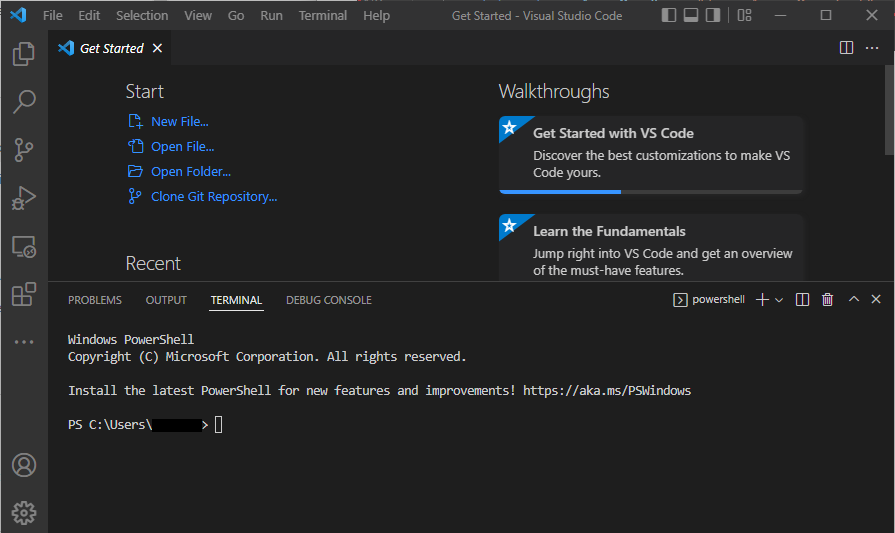 File Edit Selection View Go Run Terminal Help Get Started - Visual Studio Code
Get Started
Start
New File...
Open File...
Open Folder...
Clone Git Repository...
Recent
Walkthroughs
Get Started with VS Code
Discover the best customizations to make VS
Code yours.
Learn the Fundamentals
Jump right into VS Code and get an overview
of the must-have features.
PROBLEMS OUTPUT TERMINAL DEBUG CONSOLE powershell
Windows PowerShell
Copyright (C) Microsoft Corporation. All rights reserved.
Install the latest PowerShell for new features and improvements! https://aka.ms/PSWindows
PS C:\Users\ >